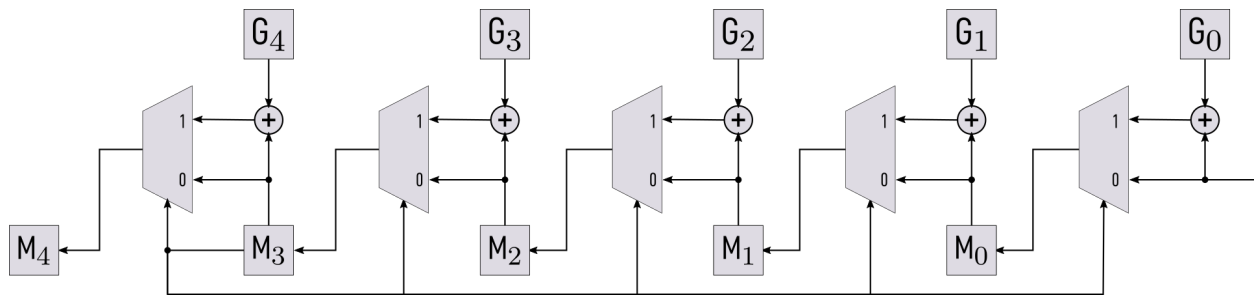 G₄ G₃ G₂ G₁ G₀
+ + + + +
1 1 1 1 1
0 0 0 0 0
M₄ M₃ M₂ M₁ M₀